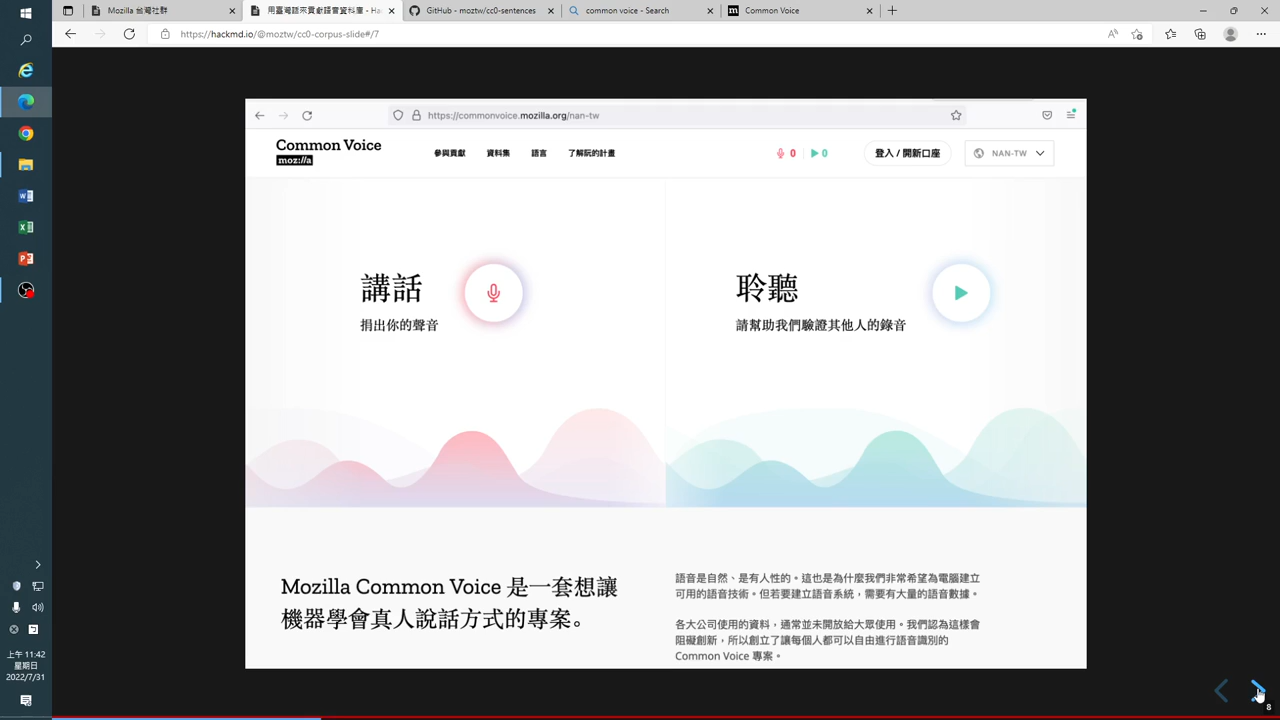 Mozilla 台灣社群
用臺灣語來貢獻語音資料庫 - Ha
GitHub - moztw/cc0-sentences
common voice - Search
Common Voice
https://hackmd.io/@moztw/cc0-corpus-slide#/7
https://commonvoice.mozilla.org/nan-tw
Common Voice
moz://a
參與貢獻
資料集
語言
了解阮的計畫
0
0
登入 / 開新口座
NAN-TW
講話
捐出你的聲音
聆聽
請幫助我們驗證其他人的錄音
Mozilla Common Voice 是一套想讓
機器學會真人說話方式的專案。
語音是自然、是有人性的。這也是為什麼我們非常希望為電腦建立
可用的語音技術。但若要建立語音系統，需要有大量的語音數據。
各大公司使用的資料，通常並未開放給大眾使用。我們認為這樣會
阻礙創新，所以創立了讓每個人都可以自由進行語音識別的
Common Voice 專案。
上午 11:42
星期日
2022/7/31
8